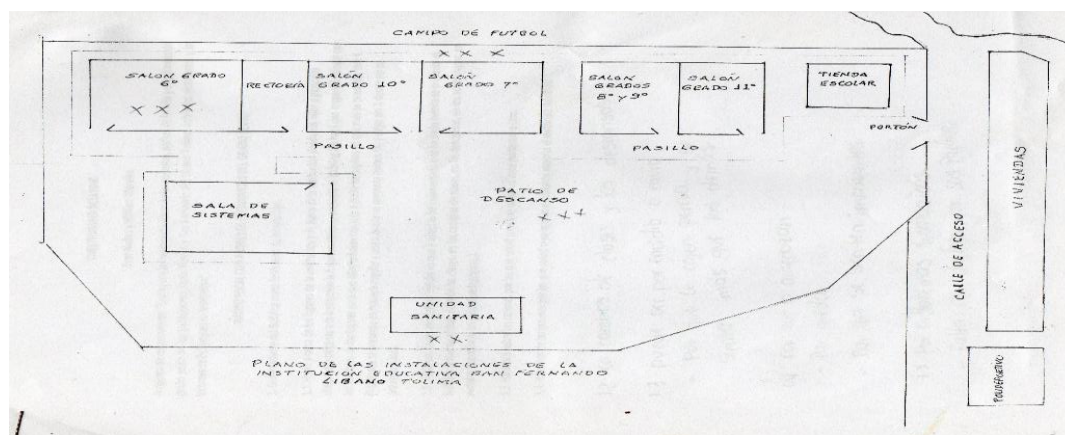 CAMPO DE FUTBOL
X X X
SALON GRADO
6°
X X X
RECTORÍA
SALÓN
GRADO 10°
SALÓN
GRADO 7°
SALON
GRADOS
8° y 9°
SALÓN
GRADO 11°
TIENDA
ESCOLAR
PORTÓN
PASILLO
PASILLO
SALA DE
SISTEMAS
PATIO DE
DESCANSO
X X X
UNIDAD
SANITARIA
X X
CALLE DE ACCESO
VIVIENDAS
POLIDEPORTIVO
PLANO DE LAS INSTALACIONES DE LA
INSTITUCIÓN EDUCATIVA SAN FERNANDO
LIBANO TOLIMA